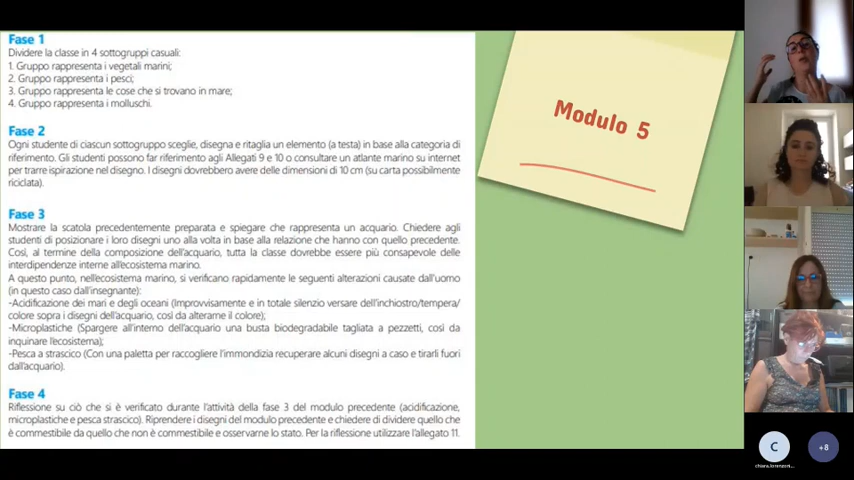 Fase 1
Dividere la classe in 4 sottogruppi casuali:
1. Gruppo rappresenta i vegetali marini;
2. Gruppo rappresenta i pesci;
3. Gruppo rappresenta le cose che si trovano in mare;
4. Gruppo rappresenta i molluschi.
Fase 2
Ogni studente di ciascun sottogruppo sceglie, disegna e ritaglia un elemento (a testa) in base alla categoria di
riferimento. Gli studenti possono far riferimento agli Allegati 9 e 10 o consultare un atlante marino su internet
per trarre ispirazione nel disegno. I disegni dovrebbero avere delle dimensioni di 10 cm (su carta possibilmente
riciclata).
Fase 3
Mostrare la scatola precedentemente preparata e spiegare che rappresenta un acquario. Chiedere agli
studenti di posizionare i loro disegni uno alla volta in base alla relazione che hanno con quello precedente.
Così, al termine della composizione dell'acquario, tutta la classe dovrebbe essere più consapevole delle
interdipendenze interne all'ecosistema marino.
A questo punto, nell'ecosistema marino, si verificano rapidamente le seguenti alterazioni causate dall'uomo
(in questo caso dall'insegnante):
-Acidificazione dei mari e degli oceani (Improvvisamente e in totale silenzio versare dell'inchiostro/tempera/
colore sopra i disegni dell'acquario, così da alterarne il colore);
-Microplastiche (Spargere all'interno dell'acquario una busta biodegradabile tagliata a pezzetti, così da
inquinare l'ecosistema);
-Pesca a strascico (Con una paletta per raccogliere l'immondizia recuperare alcuni disegni a caso e tirarli fuori
dall'acquario).
Fase 4
Riflessione su ciò che si è verificato durante l'attività della fase 3 del modulo precedente (acidificazione,
microplastiche e pesca strascico). Riprendere i disegni del modulo precedente e chiedere di dividere quello che
è commestibile da quello che non è commestibile e osservarne lo stato. Per la riflessione utilizzare l'allegato 11.
Modulo 5
C
+8